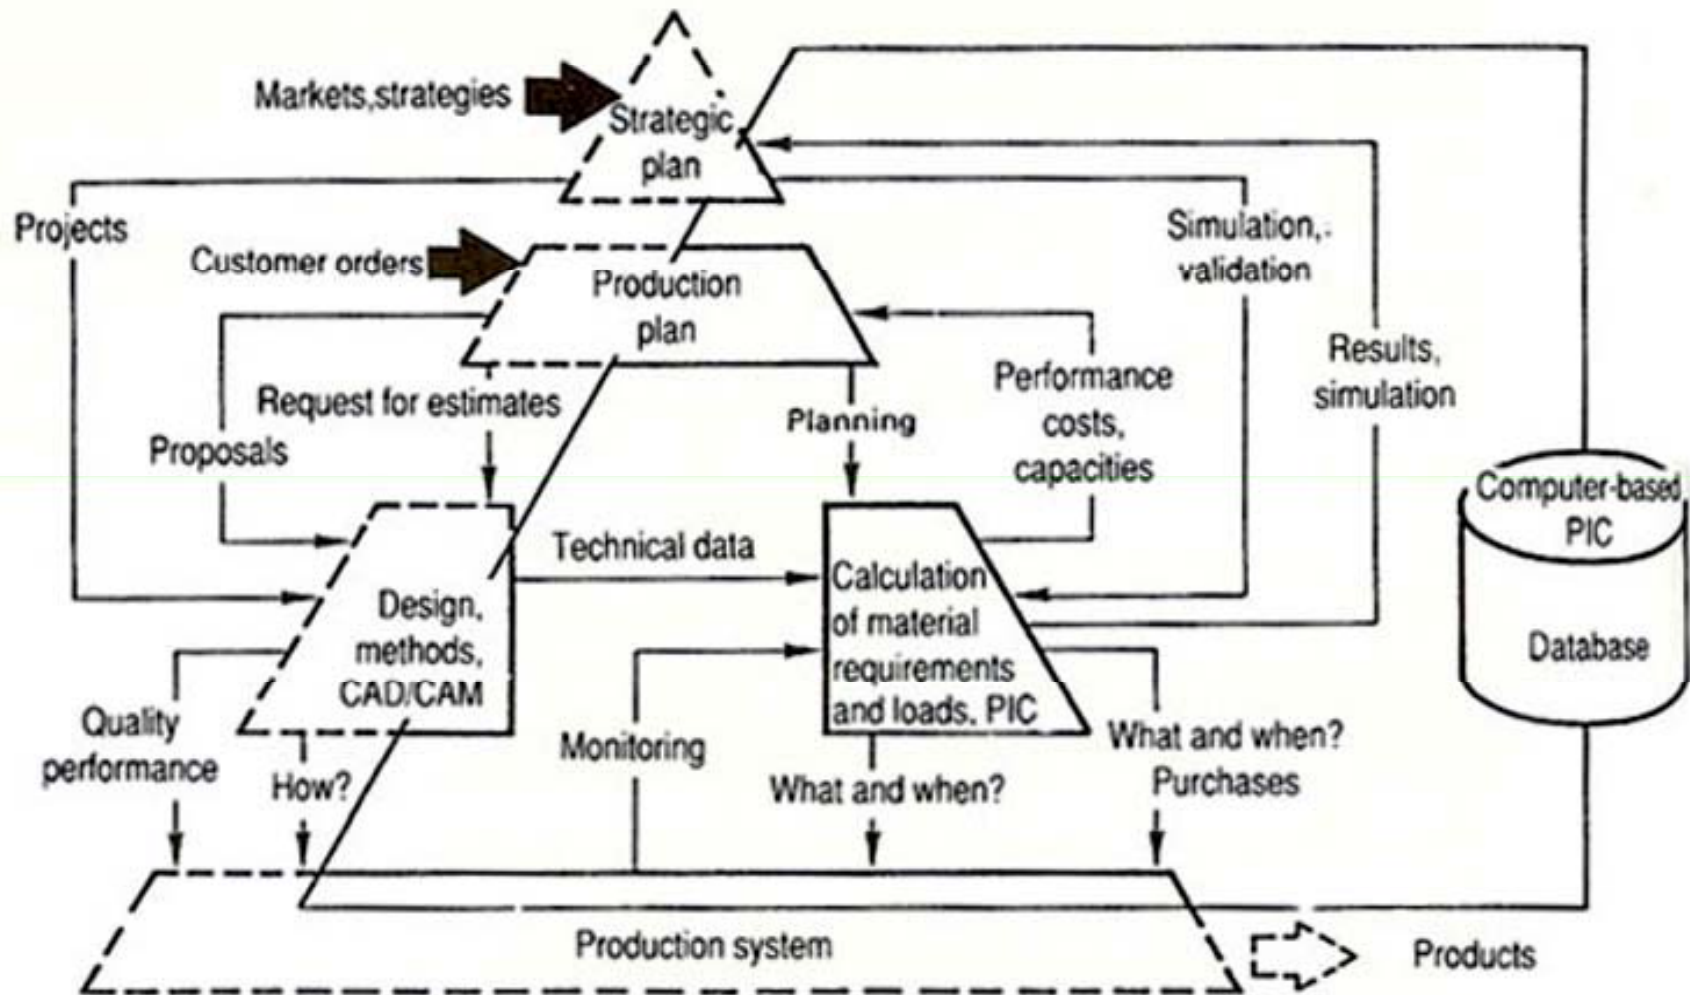 Markets,strategies
Strategic
plan
Projects
Customer orders
Production
plan
Simulation,
validation
Results,
simulation
Performance
costs,
capacities
Request for estimates
Planning
Proposals
Computer-based
PIC
Database
Technical data
Design,
methods,
CAD/CAM
Calculation
of material
requirements
and loads, PIC
Quality
performance
How?
Monitoring
What and when?
What and when?
Purchases
Production system
Products